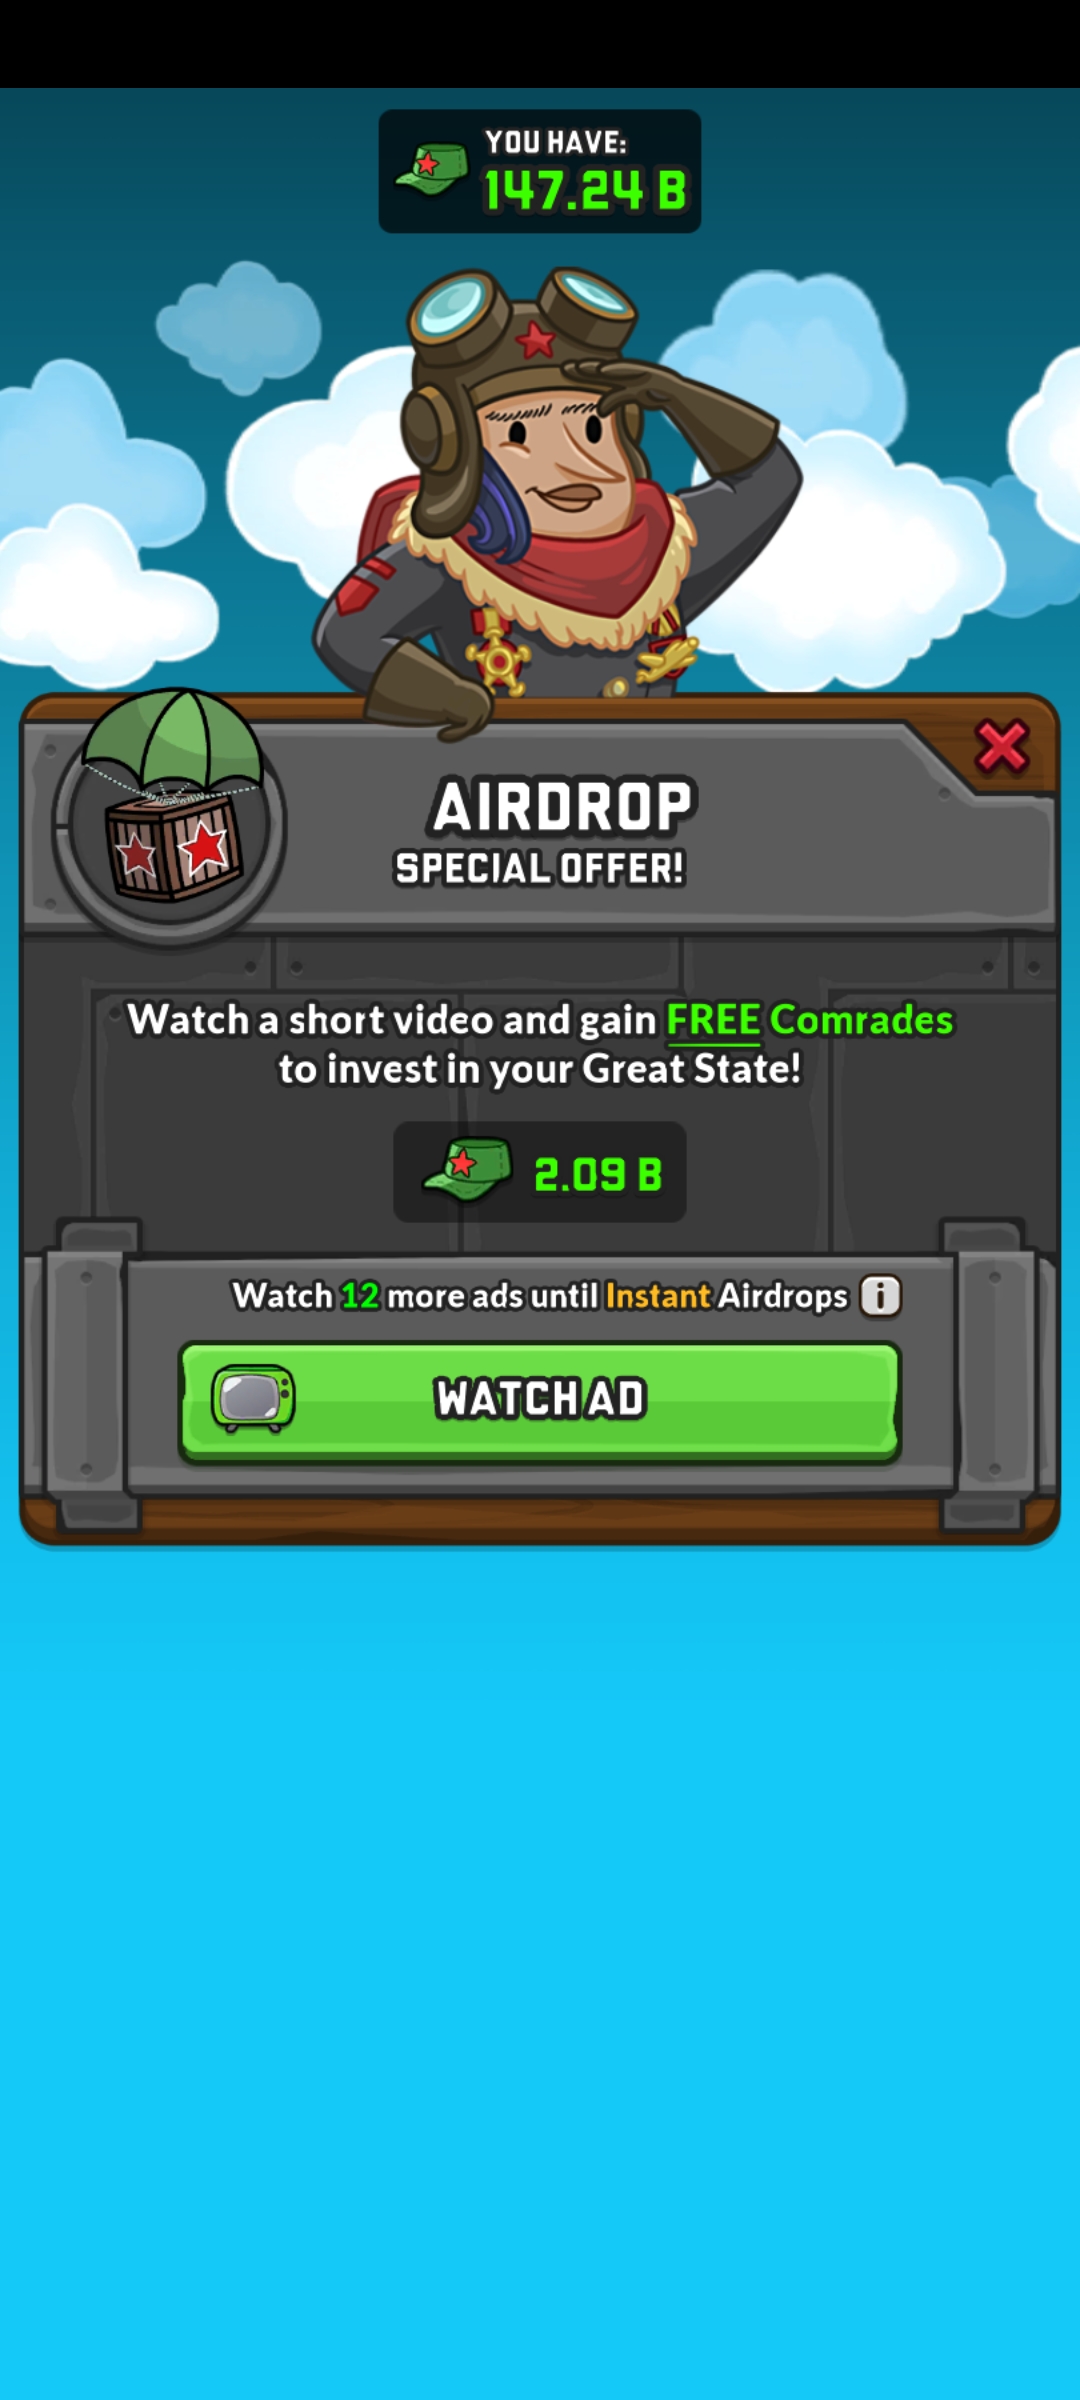 YOU HAVE:
147.24 B
AIRDROP
SPECIAL OFFER!
Watch a short video and gain FREE Comrades
to invest in your Great State!
2.09 B
Watch 12 more ads until Instant Airdrops i
WATCH AD